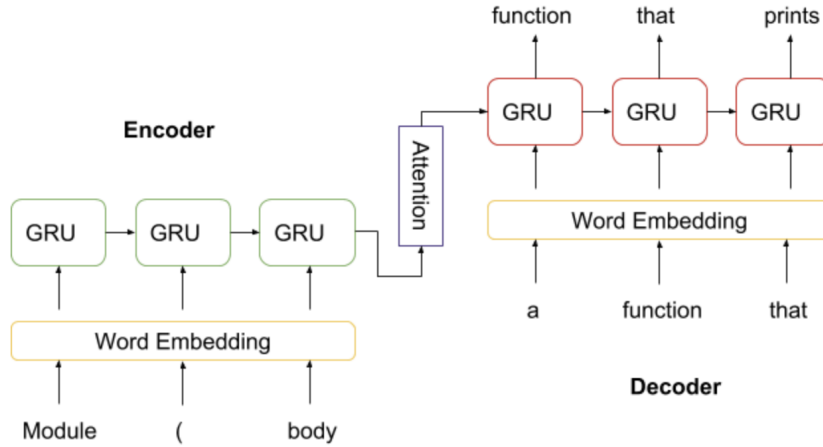 function that prints
GRU GRU GRU
Encoder
Attention
GRU GRU GRU
Word Embedding
a function that
Word Embedding
Decoder
Module ( body